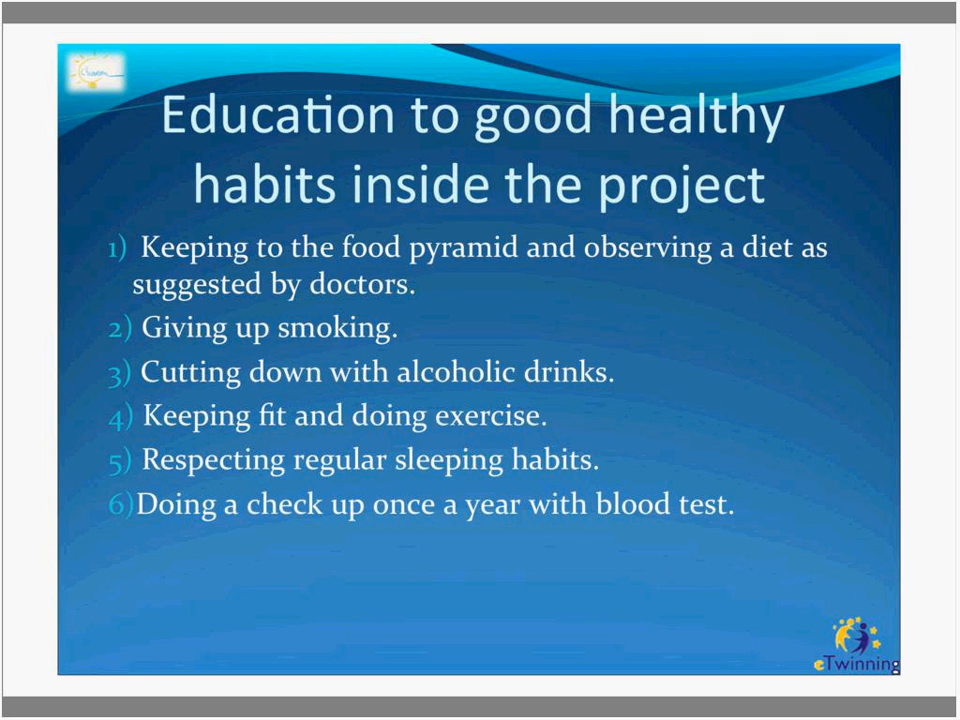 Education to good healthy
habits inside the project
1) Keeping to the food pyramid and observing a diet as
suggested by doctors.
2) Giving up smoking.
3) Cutting down with alcoholic drinks.
4) Keeping fit and doing exercise.
5) Respecting regular sleeping habits.
6)Doing a check up once a year with blood test.
eTwinning